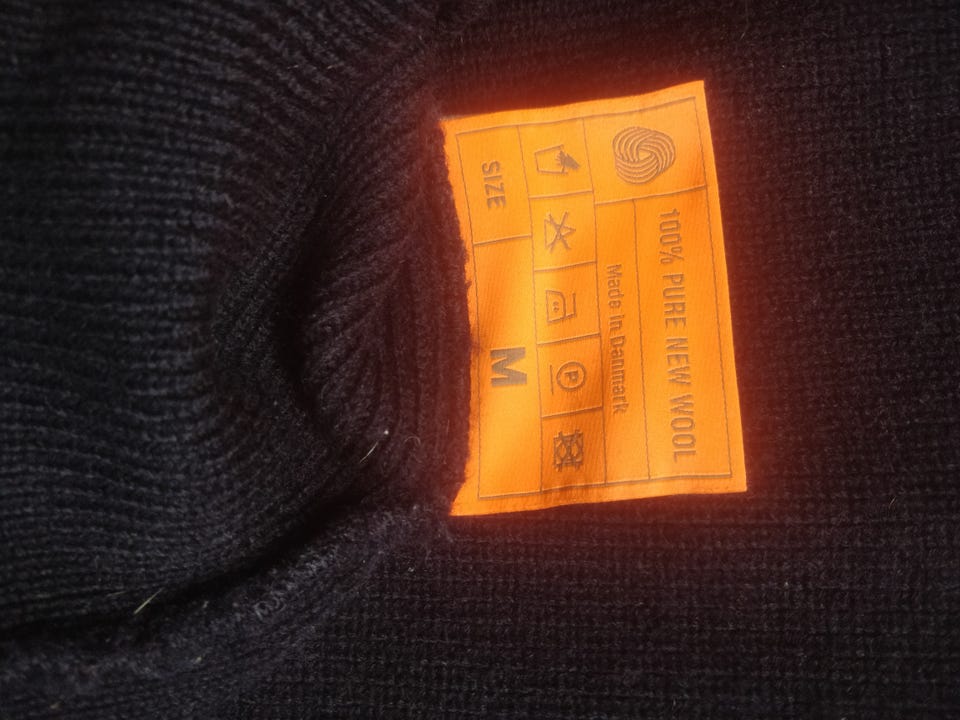 100% PURE NEW WOOL
Made in Danmark
P
SIZE
M